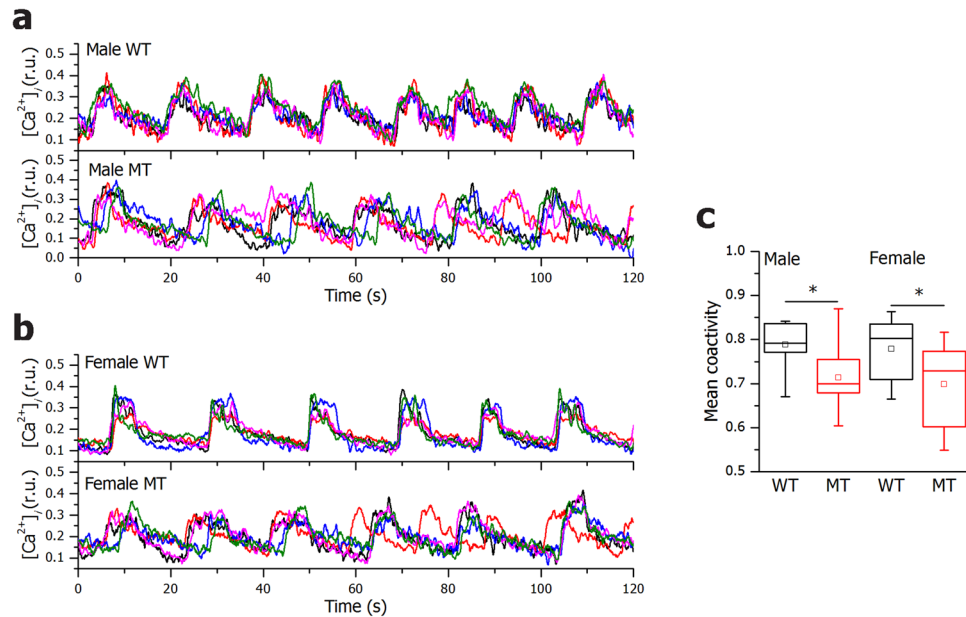 a
Male WT
[Ca²⁺]ᵢ (r.u.)
0.5
0.4
0.3
0.2
0.1
Male MT
[Ca²⁺]ᵢ (r.u.)
0.4
0.3
0.2
0.1
0.0
0 20 40 60 80 100 120
Time (s)
b
Female WT
[Ca²⁺]ᵢ (r.u.)
0.5
0.4
0.3
0.2
0.1
Female MT
[Ca²⁺]ᵢ (r.u.)
0.4
0.3
0.2
0.1
0 20 40 60 80 100 120
Time (s)
c
Male Female
* *
Mean coactivity
1.0
0.9
0.8
0.7
0.6
0.5
WT MT WT MT